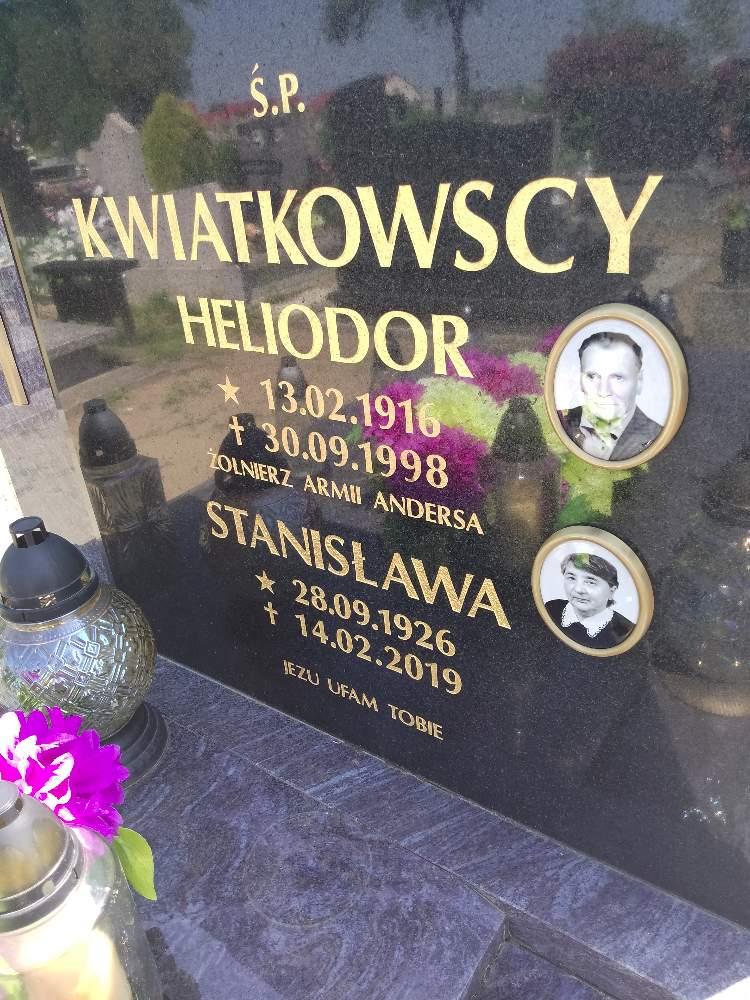 Ś.P.
KWIATKOWSCY
HELIODOR
★ 13.02.1916
✝ 30.09.1998
ŻOŁNIERZ ARMII ANDERSA
STANISŁAWA
★ 28.09.1926
✝ 14.02.2019
JEZU UFAM TOBIE